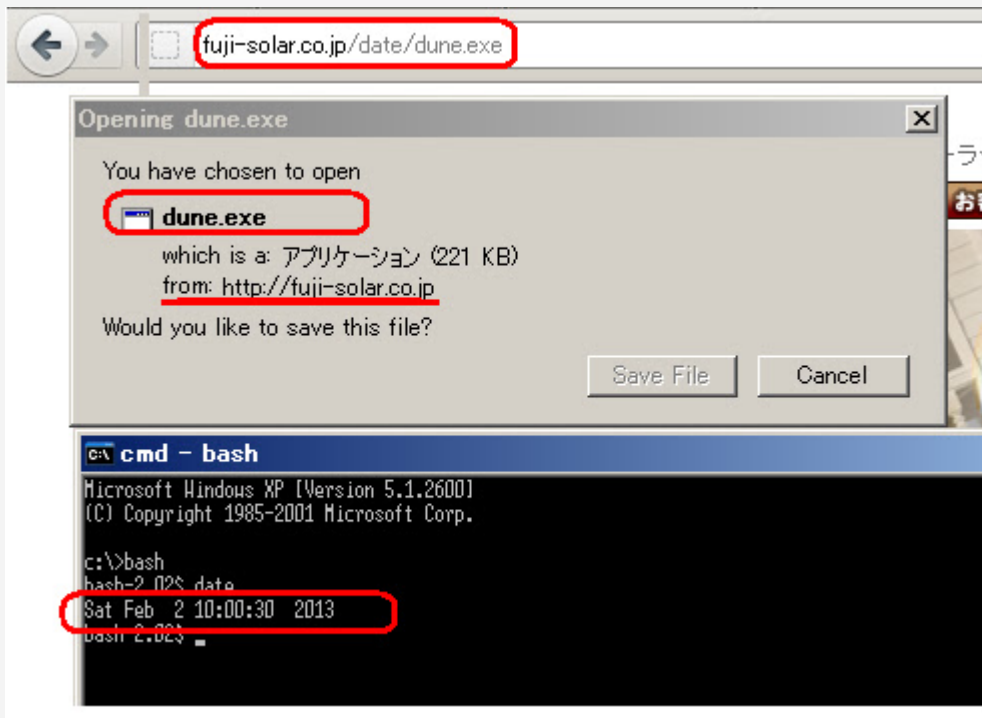 fuji-solar.co.jp/date/dune.exe
Opening dune.exe
You have chosen to open
dune.exe
which is a: アプリケーション (221 KB)
from: http://fuji-solar.co.jp
Would you like to save this file?
Save File
Cancel
cmd - bash
Microsoft Windows XP [Version 5.1.2600]
(C) Copyright 1985-2001 Microsoft Corp.
c:\>bash
bash-2.02$ date
Sat Feb 2 10:00:30 2013
bash-2.02$